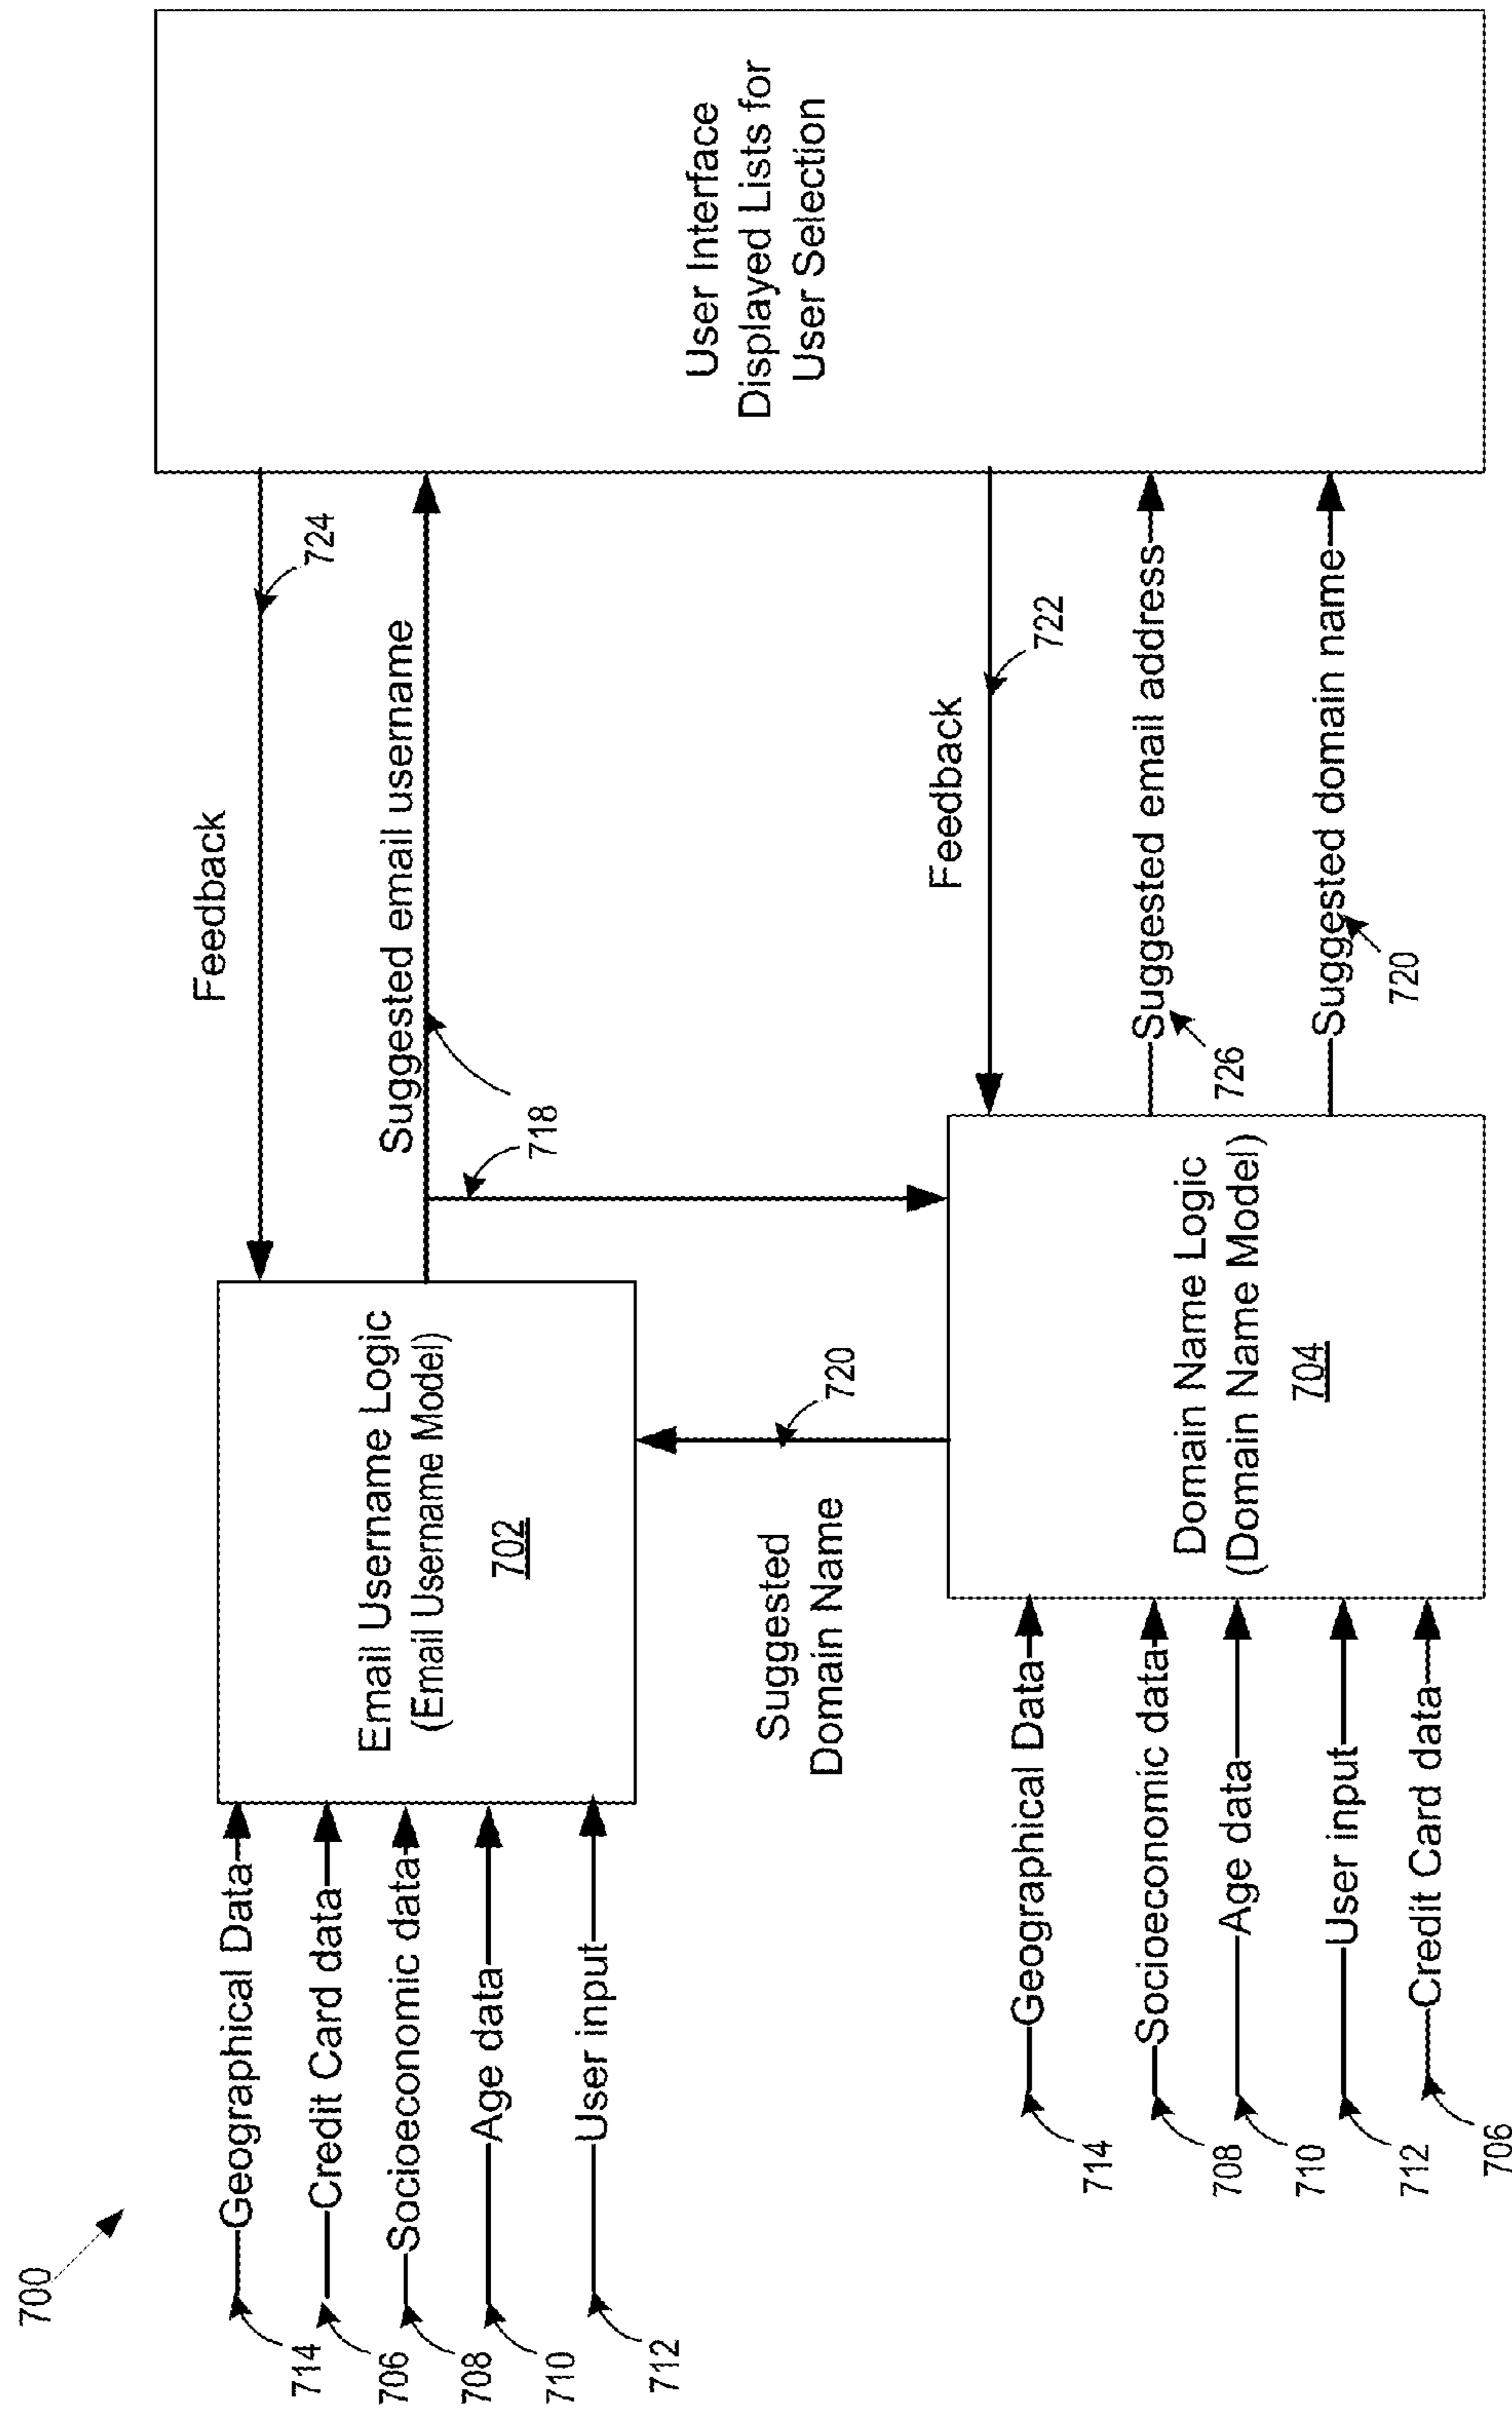 700
Geographical Data
714
Credit Card data
706
Socioeconomic data
708
Age data
710
User input
712
Email Username Logic
(Email Username Model)
702
Feedback
724
Suggested email username
718
Suggested
Domain Name
720
User Interface
Displayed Lists for
User Selection
Geographical Data
714
Socioeconomic data
708
Age data
710
User input
712
Credit Card data
706
Domain Name Logic
(Domain Name Model)
704
Feedback
722
Suggested email address
726
Suggested domain name
720